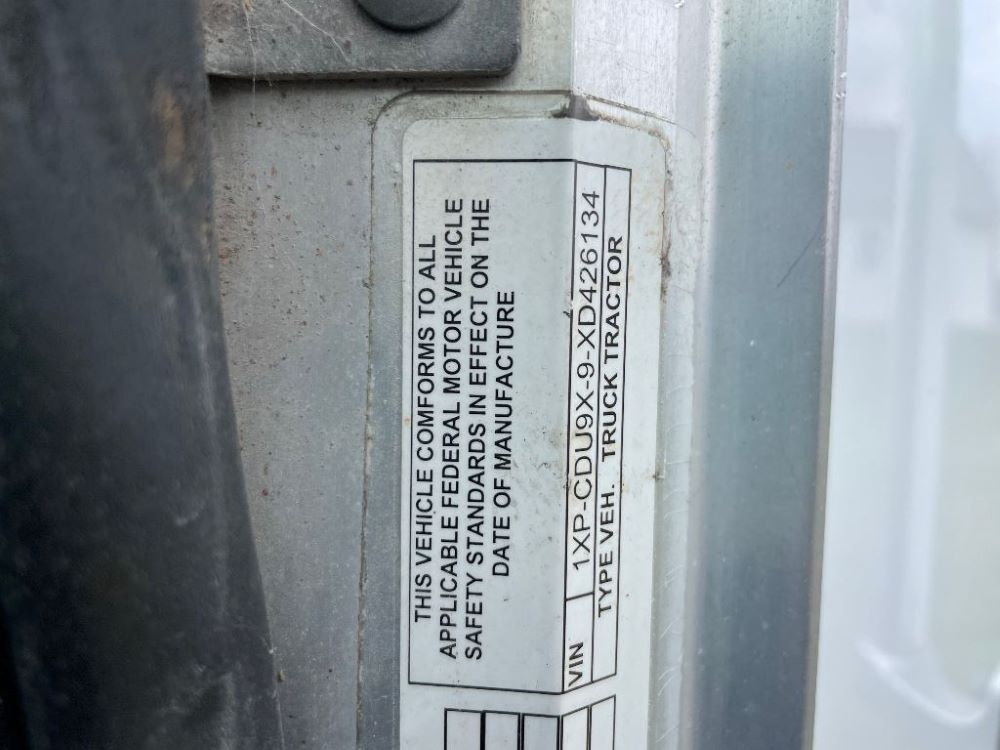 THIS VEHICLE COMFORMS TO ALL
APPLICABLE FEDERAL MOTOR VEHICLE
SAFETY STANDARDS IN EFFECT ON THE
DATE OF MANUFACTURE
VIN 1XP-CDU9X-9-XD426134
TYPE VEH. TRUCK TRACTOR